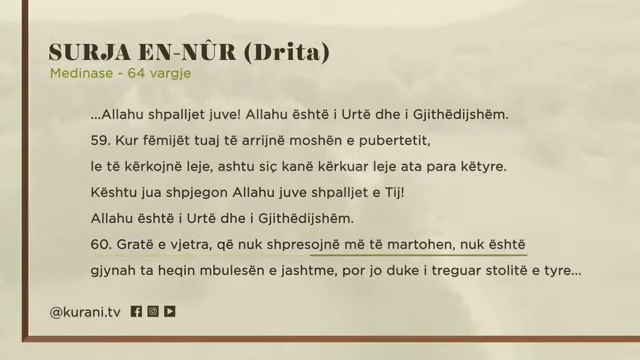 SURJA EN-NÛR (Drita)
Medinase - 64 vargje
...Allahu shpalljet juve! Allahu është i Urtë dhe i Gjithëdijshëm.
59. Kur fëmijët tuaj të arrijnë moshën e pubertetit,
le të kërkojnë leje, ashtu siç kanë kërkuar leje ata para këtyre.
Kështu jua shpjegon Allahu juve shpalljet e Tij!
Allahu është i Urtë dhe i Gjithëdijshëm.
60. Gratë e vjetra, që nuk shpresojnë më të martohen, nuk është
gjynah ta heqin mbulesën e jashtme, por jo duke i treguar stolitë e tyre...
@kurani.tv